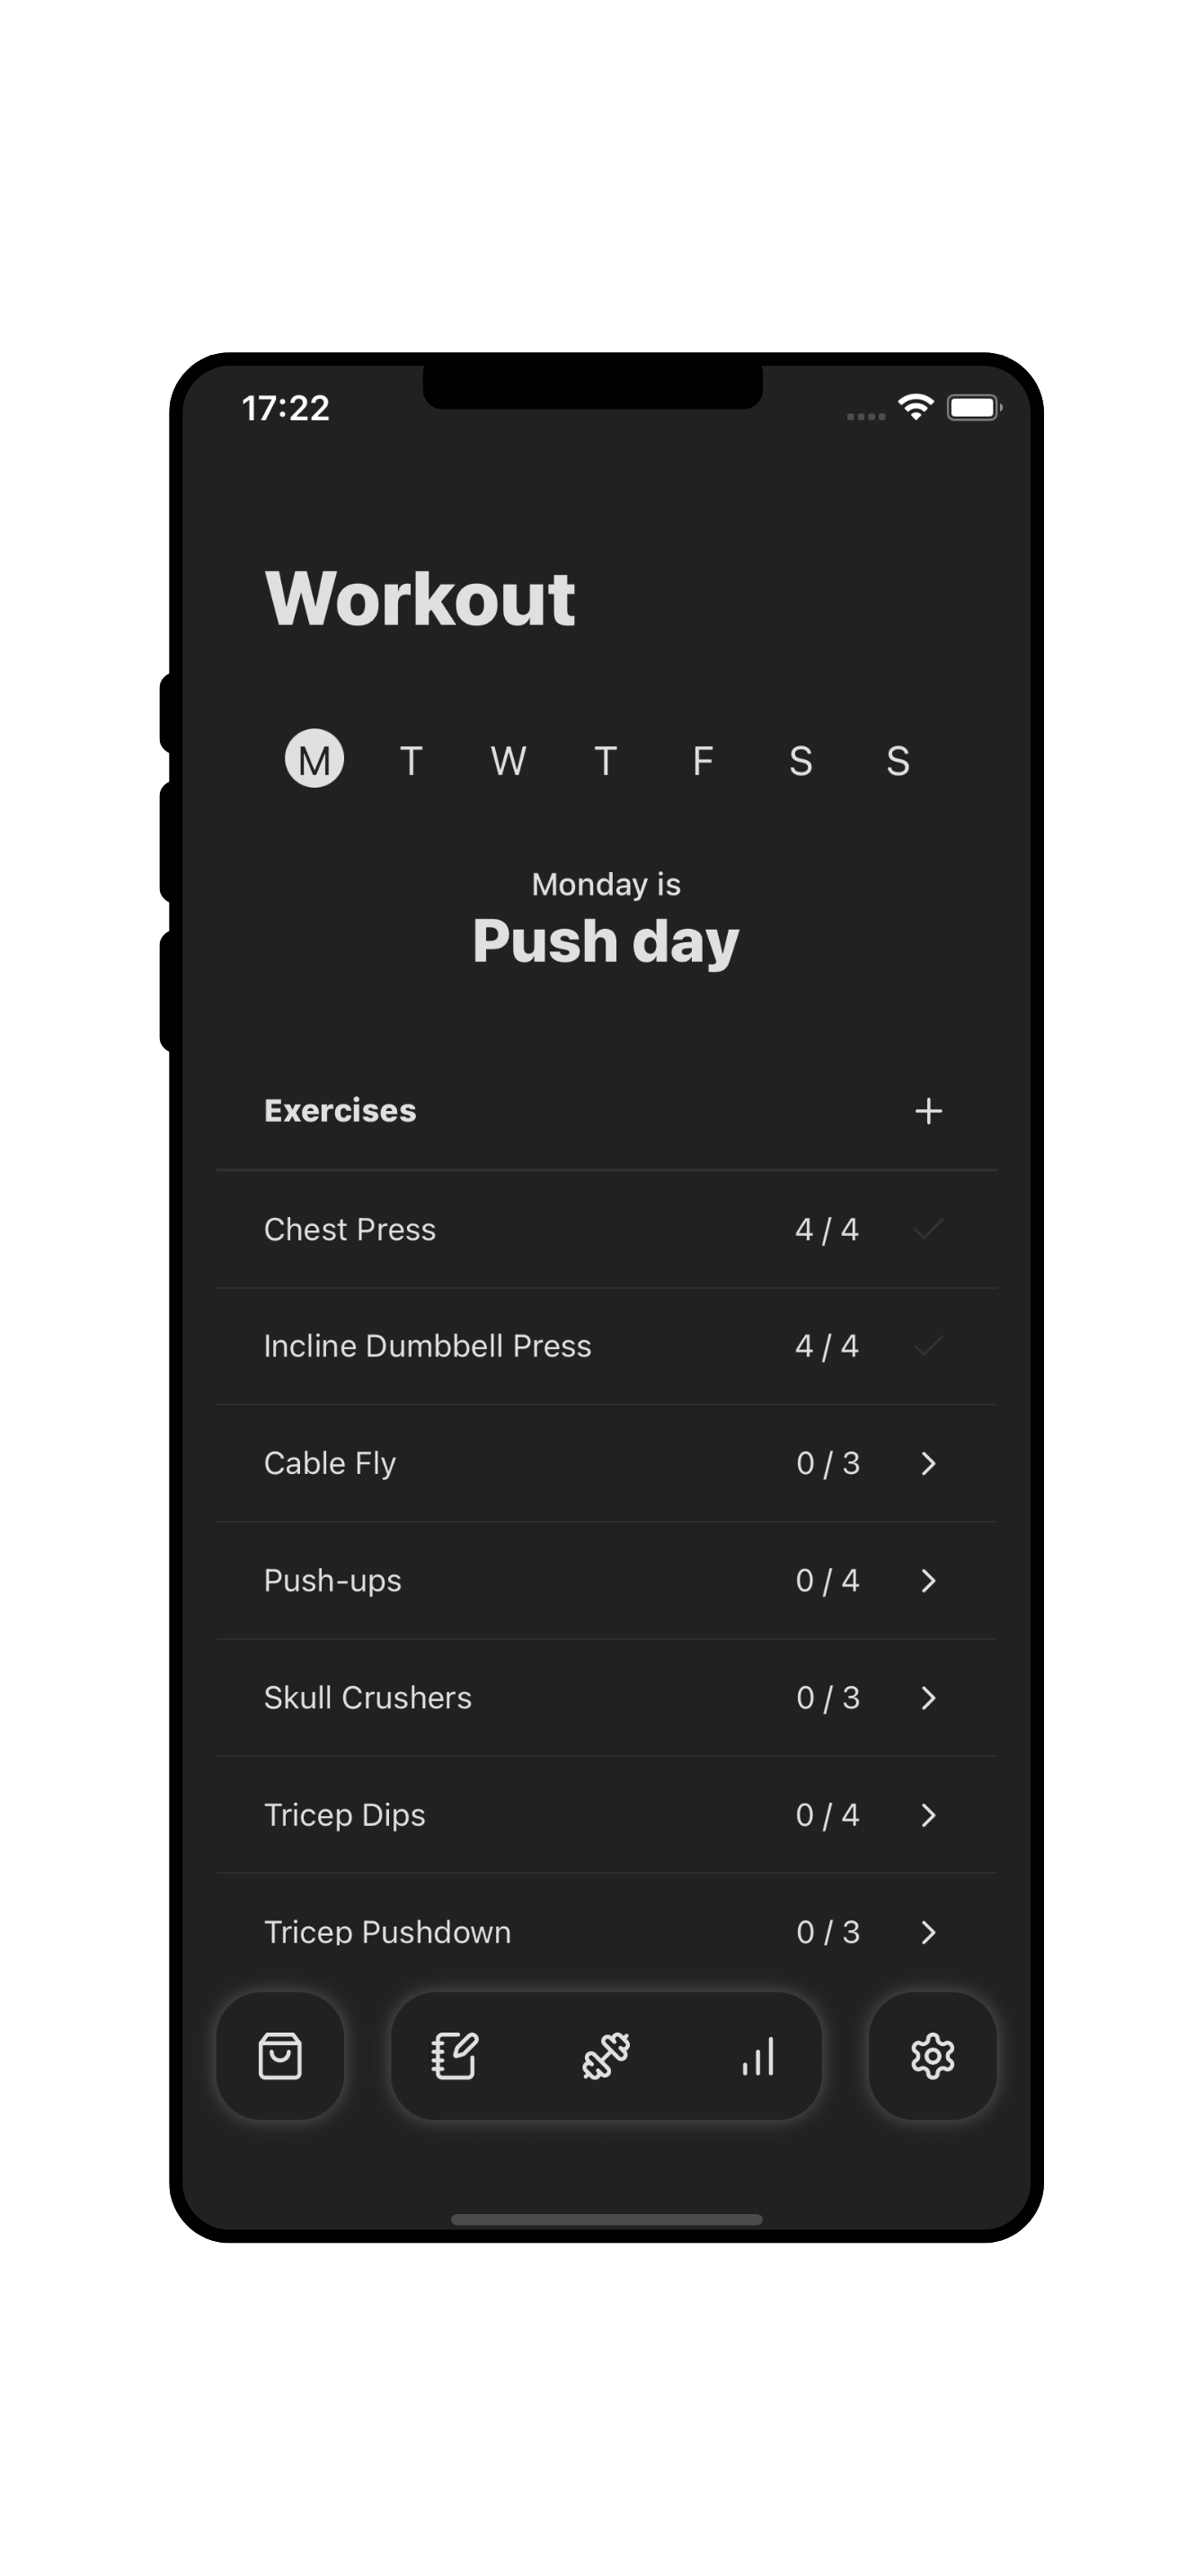 17:22
Workout
M T W T F S S
Monday is
Push day
Exercises
Chest Press 4 / 4
Incline Dumbbell Press 4 / 4
Cable Fly 0 / 3
Push-ups 0 / 4
Skull Crushers 0 / 3
Tricep Dips 0 / 4
Tricep Pushdown 0 / 3